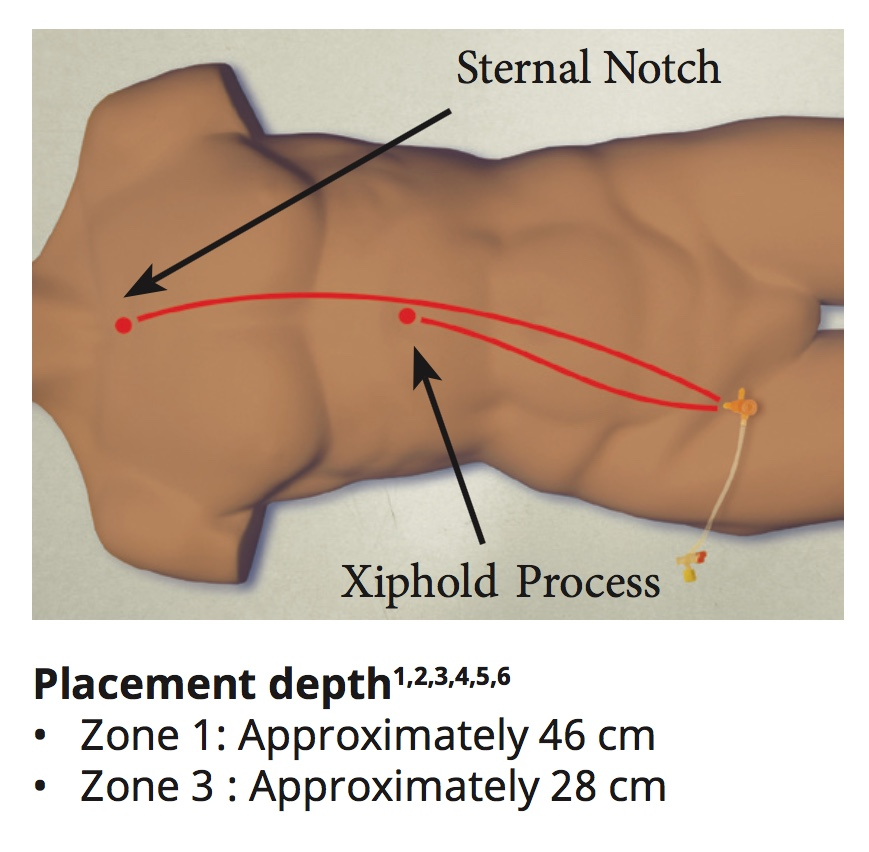 Sternal Notch
Xiphold Process
Placement depth1,2,3,4,5,6
• Zone 1: Approximately 46 cm
• Zone 3 : Approximately 28 cm